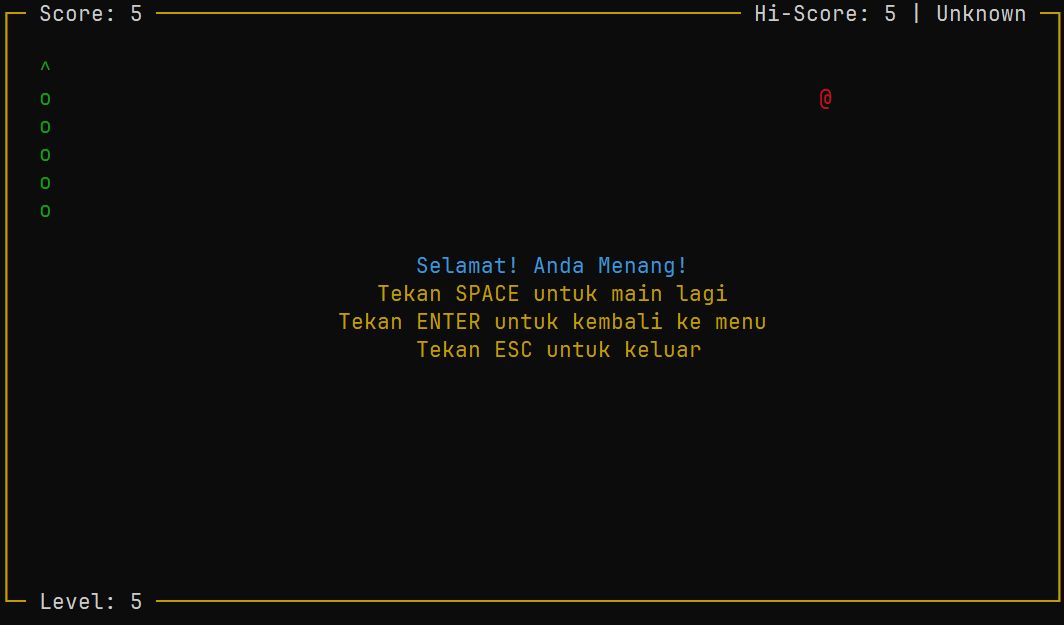 Score: 5 Hi-Score: 5 | Unknown
^
o @
o
o
o
o
Selamat! Anda Menang!
Tekan SPACE untuk main lagi
Tekan ENTER untuk kembali ke menu
Tekan ESC untuk keluar
Level: 5